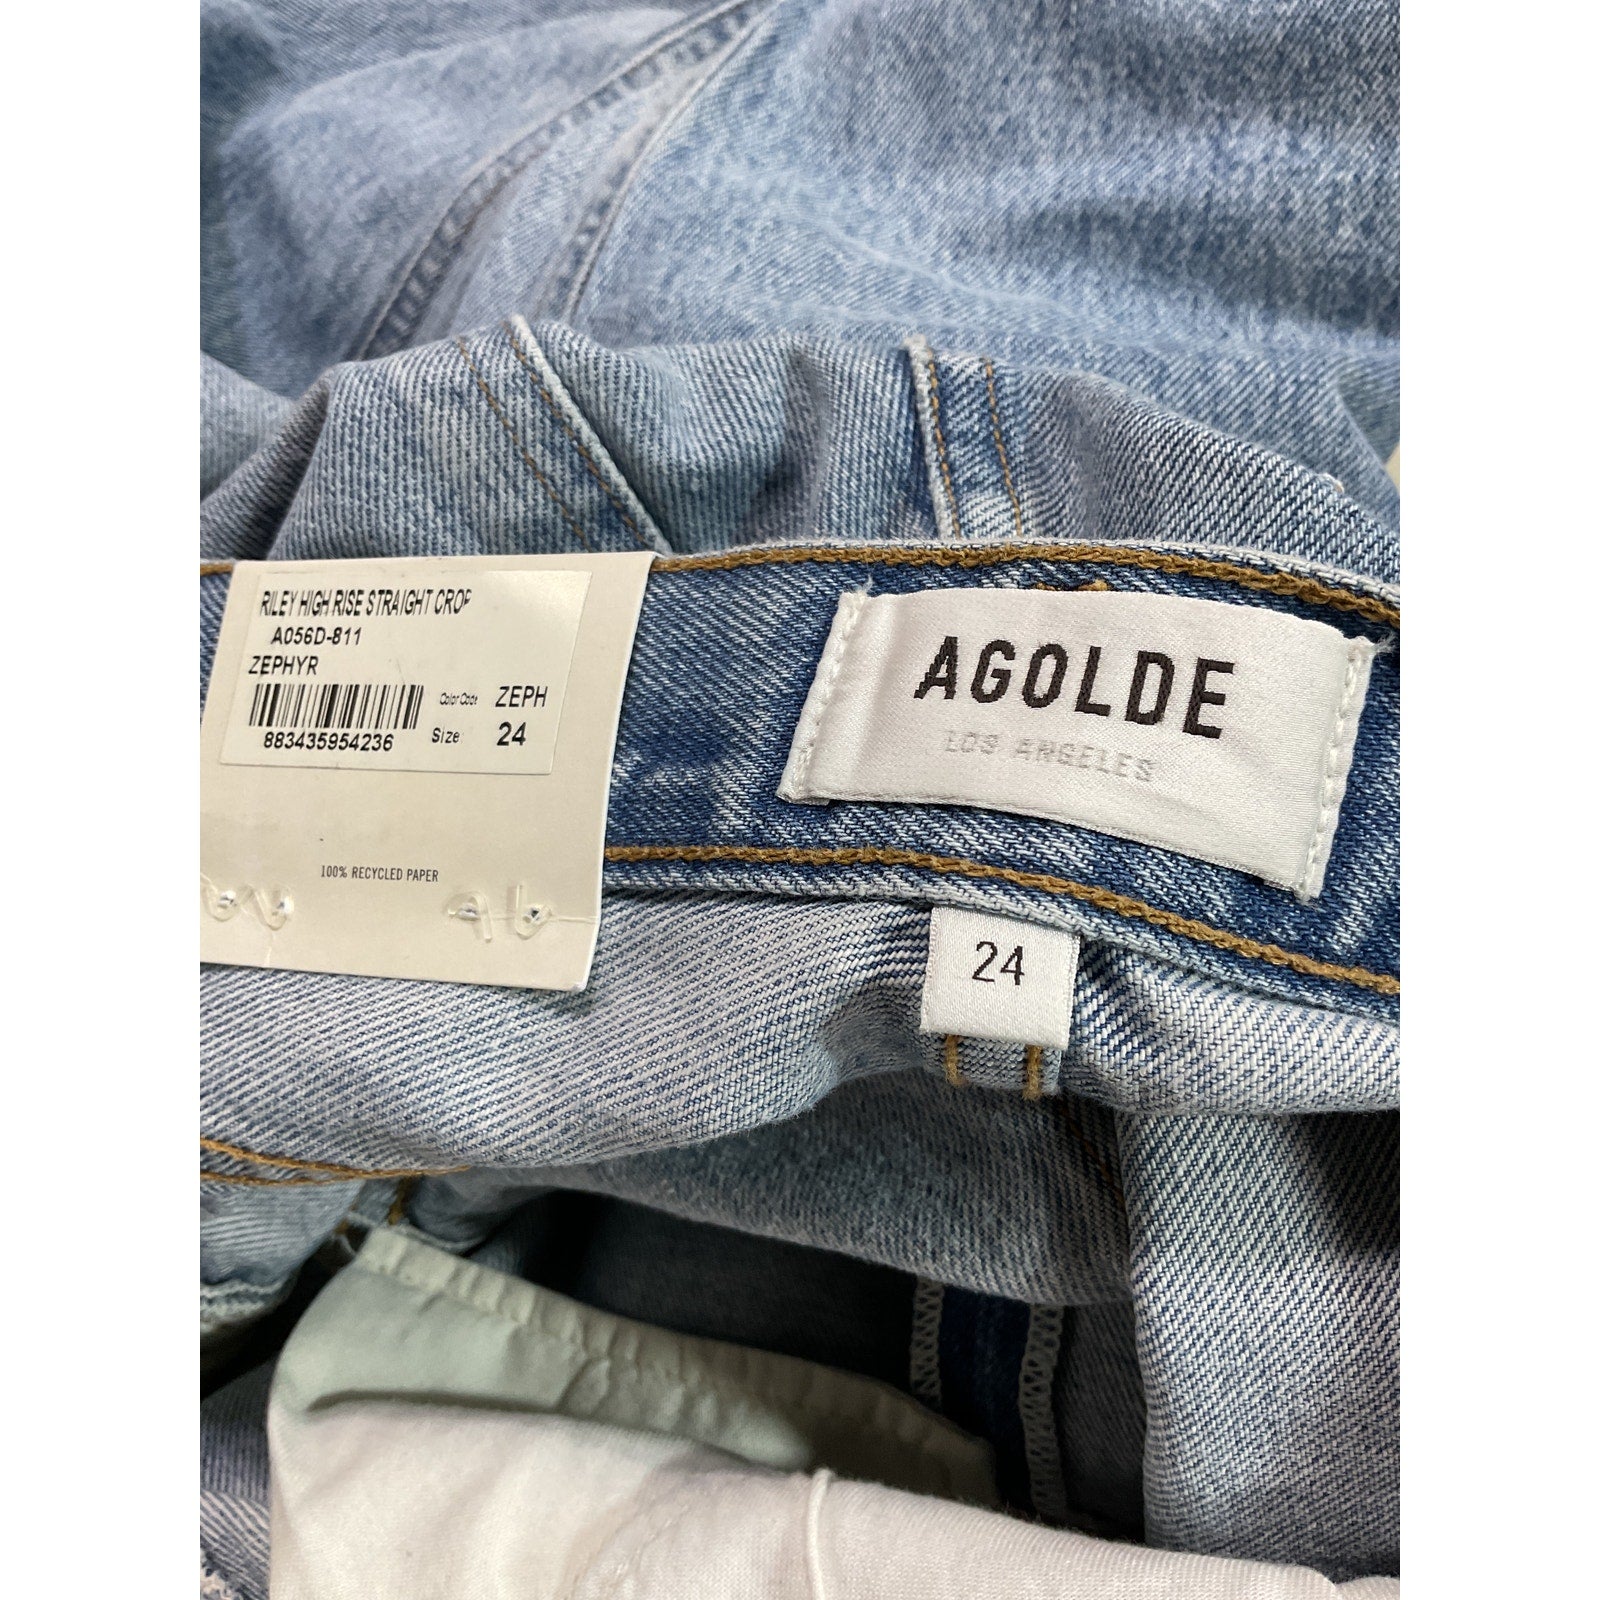 RILEY HIGH RISE STRAIGHT CROP
A056D-811
ZEPHYR
Color Code ZEPH
883435954236 Size 24
100% RECYCLED PAPER
AGOLDE
LOS ANGELES
24